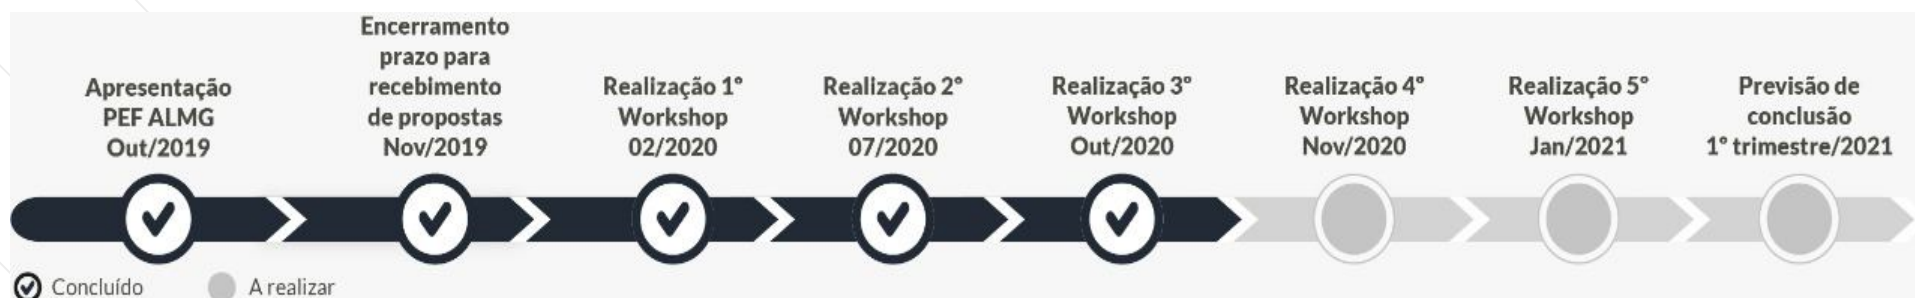 Apresentação
PEF ALMG
Out/2019
Encerramento
prazo para
recebimento
de propostas
Nov/2019
Realização 1°
Workshop
02/2020
Realização 2°
Workshop
07/2020
Realização 3°
Workshop
Out/2020
Realização 4°
Workshop
Nov/2020
Realização 5°
Workshop
Jan/2021
Previsão de
conclusão
1° trimestre/2021
Concluído
A realizar